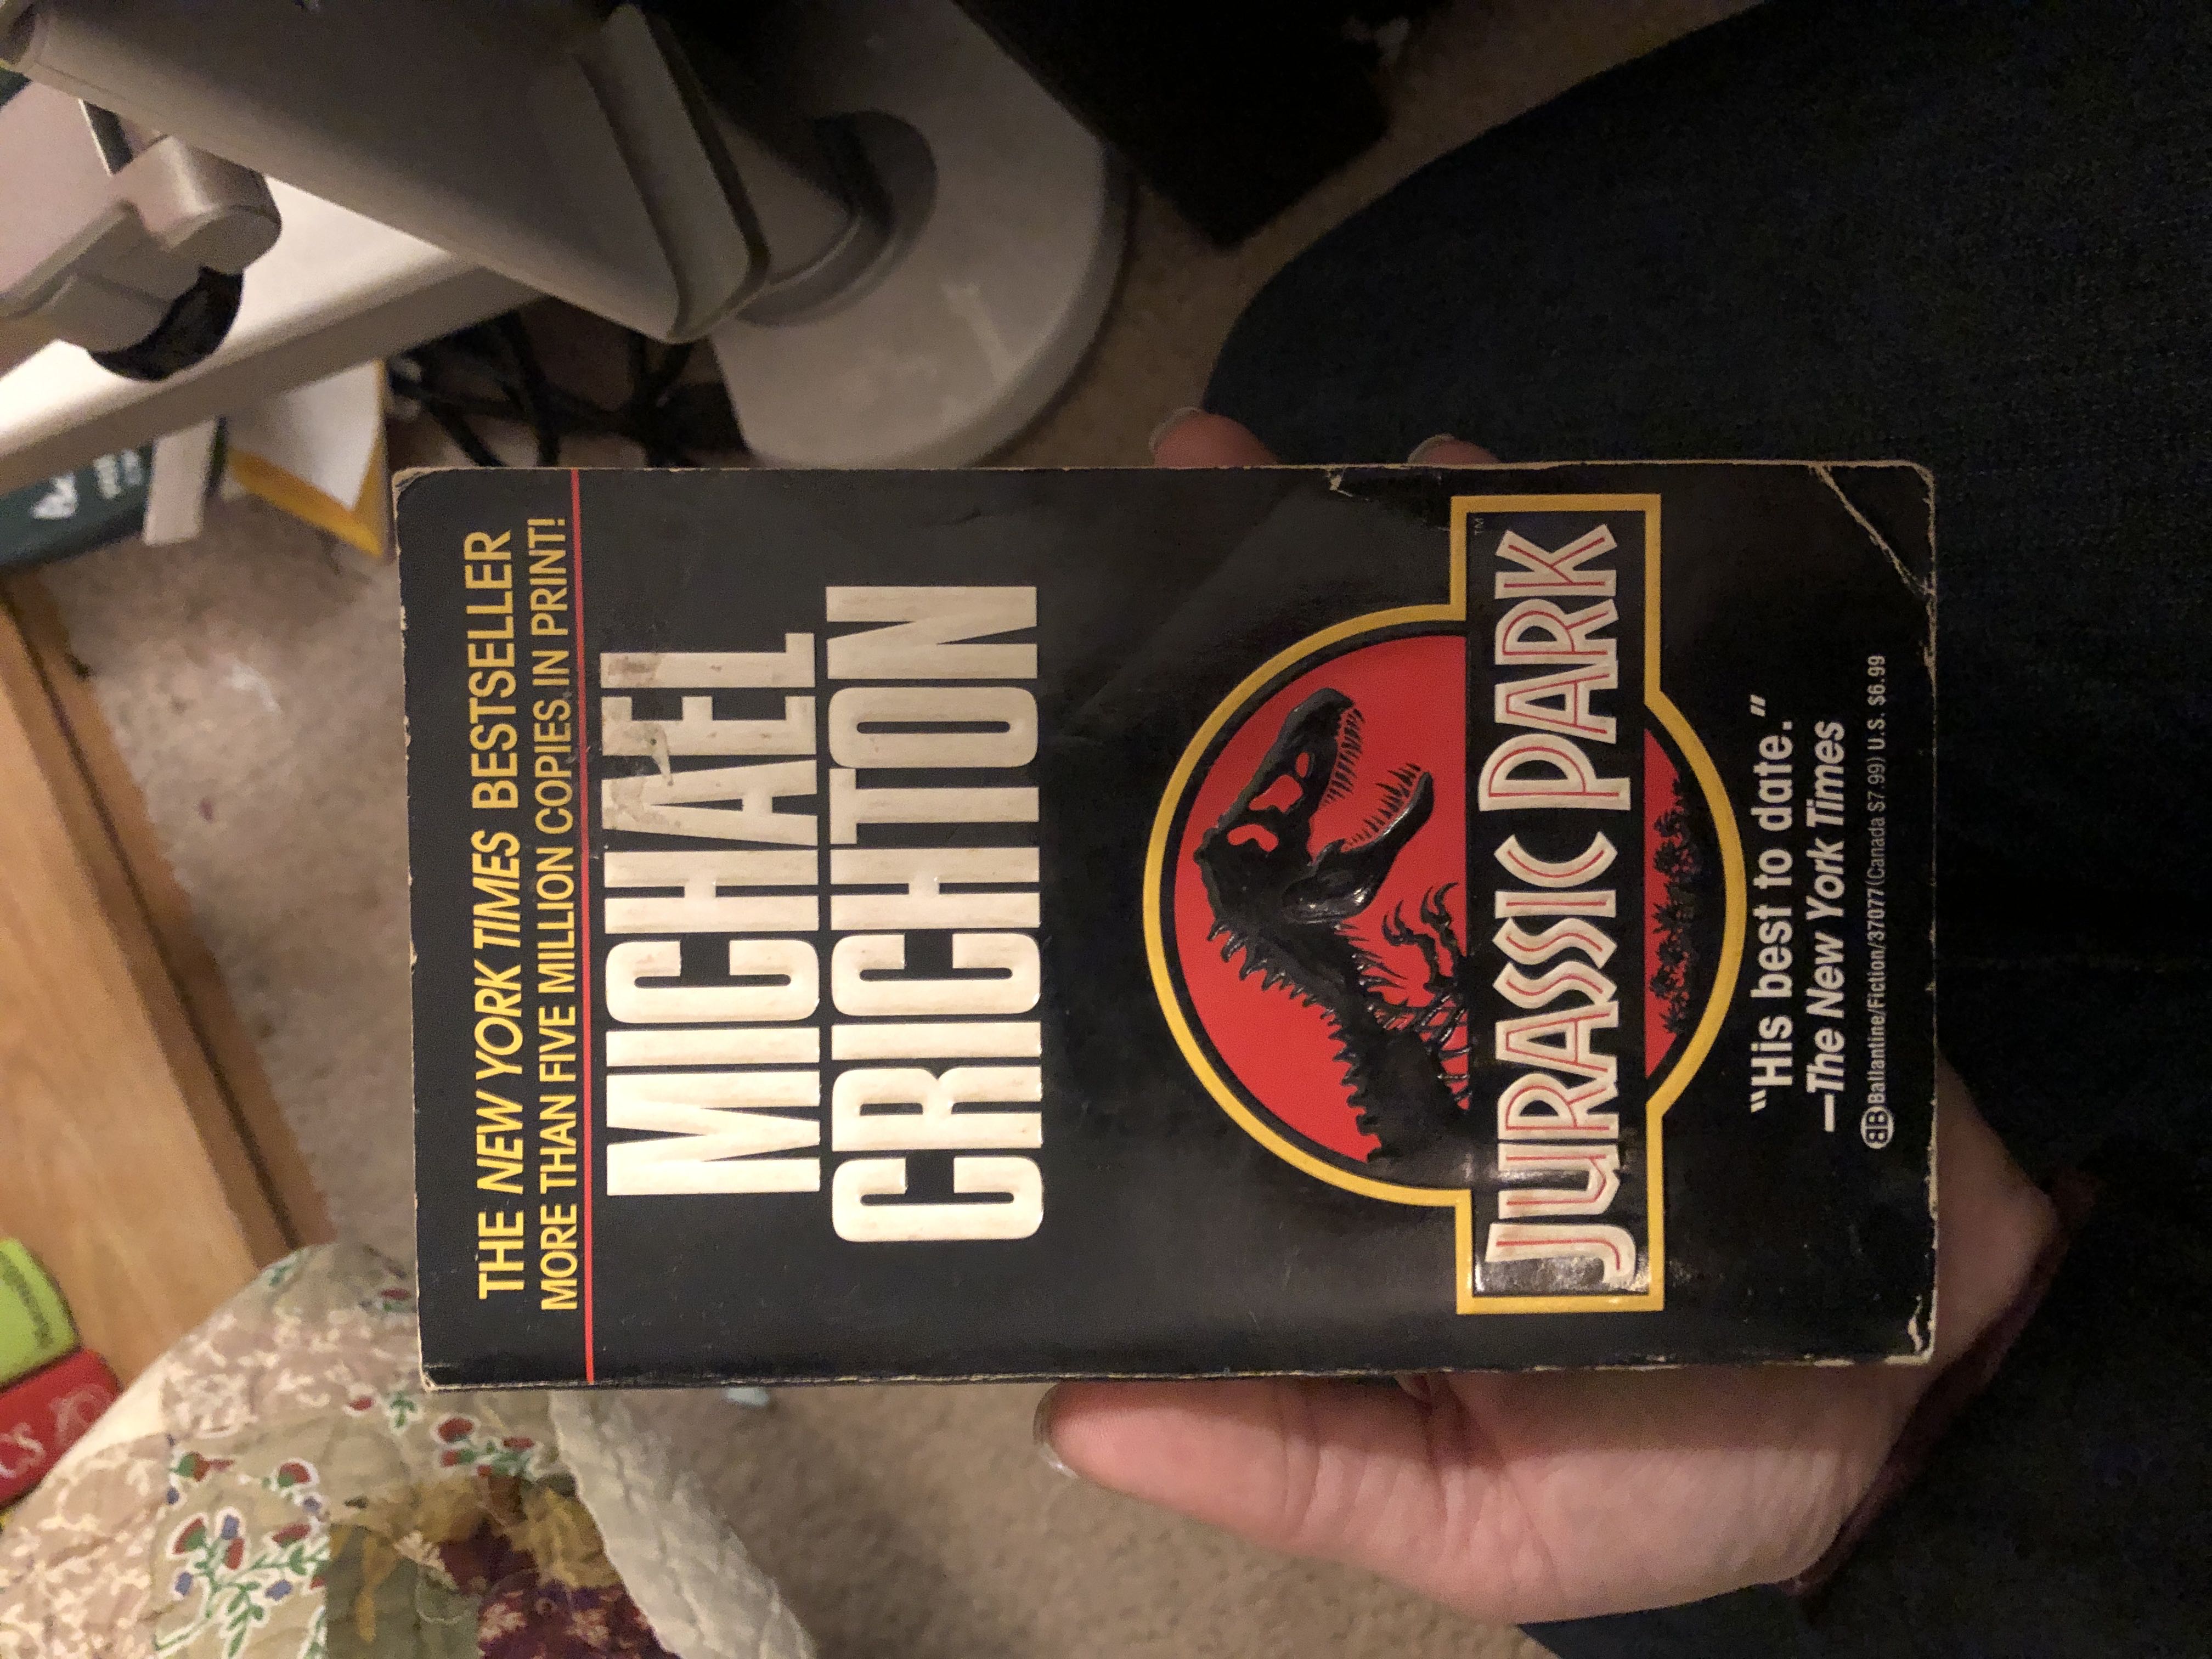 THE NEW YORK TIMES BESTSELLER
MORE THAN FIVE MILLION COPIES IN PRINT!
MICHAEL
CRICHTON
TM
JURASSIC PARK
"His best to date."
—The New York Times
BB Ballantine/Fiction/37077(Canada $7.99) U.S. $6.99